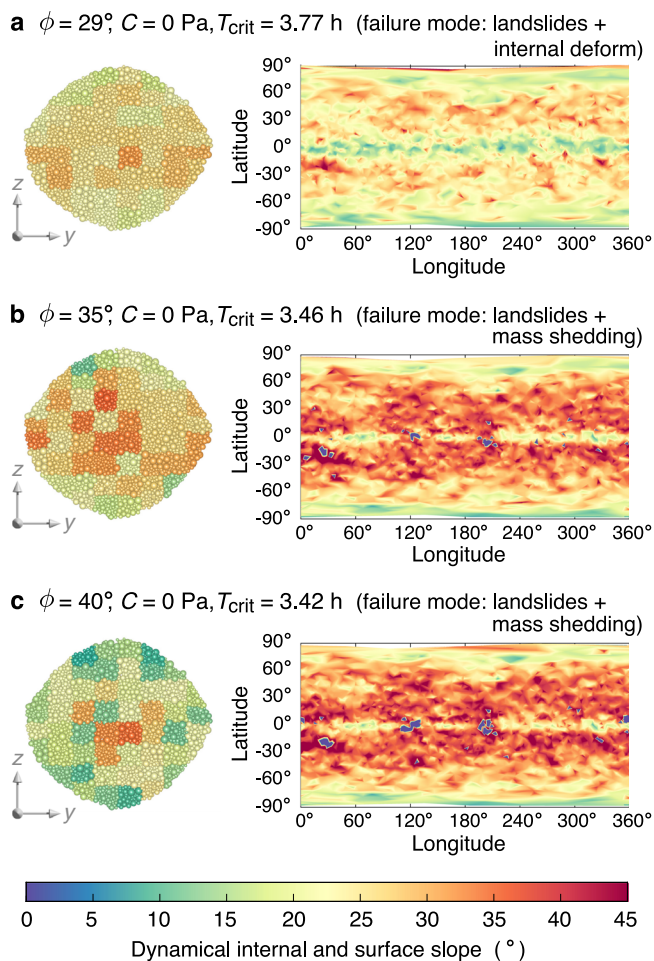 a ϕ = 29°, C = 0 Pa, Tcrit = 3.77 h (failure mode: landslides +
internal deform)
90°
60°
30°
0°
-30°
-60°
-90°
Latitude
0° 60° 120° 180° 240° 300° 360°
Longitude
z
y
b ϕ = 35°, C = 0 Pa, Tcrit = 3.46 h (failure mode: landslides +
mass shedding)
90°
60°
30°
0°
-30°
-60°
-90°
Latitude
0° 60° 120° 180° 240° 300° 360°
Longitude
z
y
c ϕ = 40°, C = 0 Pa, Tcrit = 3.42 h (failure mode: landslides +
mass shedding)
90°
60°
30°
0°
-30°
-60°
-90°
Latitude
0° 60° 120° 180° 240° 300° 360°
Longitude
z
y
0 5 10 15 20 25 30 35 40 45
Dynamical internal and surface slope (°)